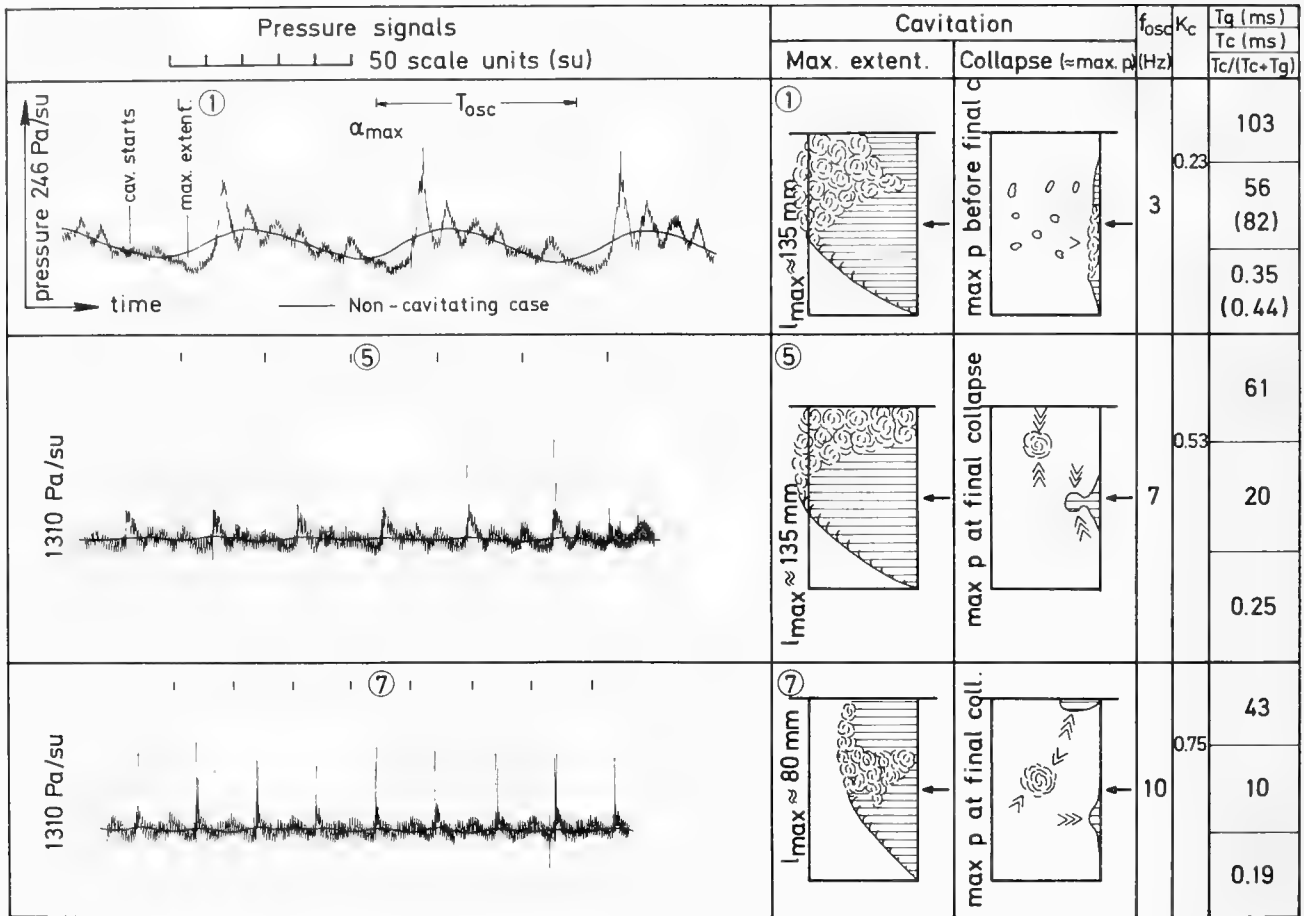 Pressure signals
50 scale units (su)
Cavitation
Max. extent.
Collapse (≈max. p)
fosc
(Hz)
Kc
Tg (ms)
Tc (ms)
Tc/(Tc+Tg)
pressure 246 Pa/su
cav. starts
max. extent.
①
Tosc
αmax
time
Non-cavitating case
①
lmax≈135 mm
max p before final c
3
0.23
103
56
(82)
0.35
(0.44)
⑤
1310 Pa/su
⑤
lmax ≈ 135 mm
max p at final collapse
7
0.53
61
20
0.25
⑦
1310 Pa/su
⑦
lmax ≈ 80 mm
max p at final coll.
10
0.75
43
10
0.19